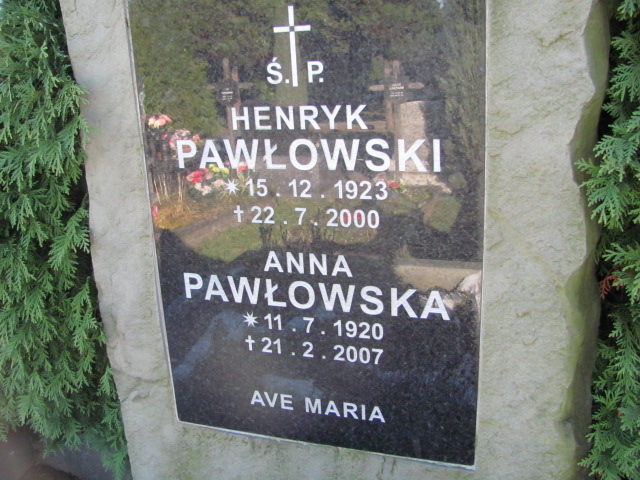 Ś. P.
HENRYK
PAWŁOWSKI
✷ 15 . 12 . 1923
† 22 . 7 . 2000
ANNA
PAWŁOWSKA
✷ 11 . 7 . 1920
† 21 . 2 . 2007
AVE MARIA